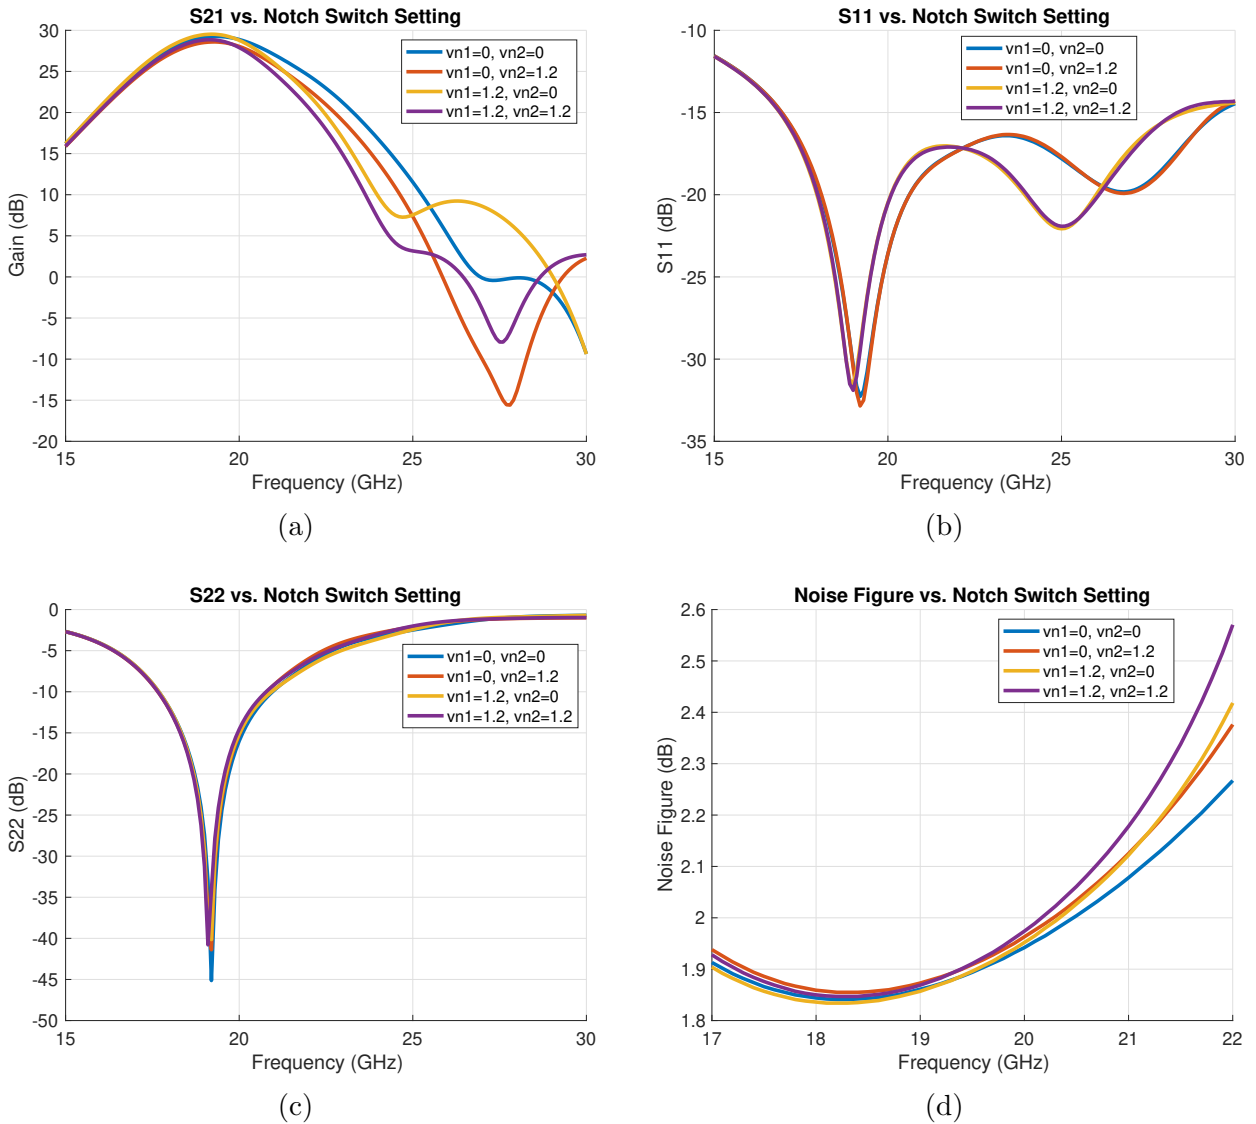 S21 vs. Notch Switch Setting
30
25
20
15
10
5
0
-5
-10
-15
-20
Gain (dB)
vn1=0, vn2=0
vn1=0, vn2=1.2
vn1=1.2, vn2=0
vn1=1.2, vn2=1.2
15
20
25
30
Frequency (GHz)
(a)
S11 vs. Notch Switch Setting
-10
-15
-20
-25
-30
-35
S11 (dB)
vn1=0, vn2=0
vn1=0, vn2=1.2
vn1=1.2, vn2=0
vn1=1.2, vn2=1.2
15
20
25
30
Frequency (GHz)
(b)
S22 vs. Notch Switch Setting
0
-5
-10
-15
-20
-25
-30
-35
-40
-45
-50
S22 (dB)
vn1=0, vn2=0
vn1=0, vn2=1.2
vn1=1.2, vn2=0
vn1=1.2, vn2=1.2
15
20
25
30
Frequency (GHz)
(c)
Noise Figure vs. Notch Switch Setting
2.6
2.5
2.4
2.3
2.2
2.1
2
1.9
1.8
Noise Figure (dB)
vn1=0, vn2=0
vn1=0, vn2=1.2
vn1=1.2, vn2=0
vn1=1.2, vn2=1.2
17
18
19
20
21
22
Frequency (GHz)
(d)